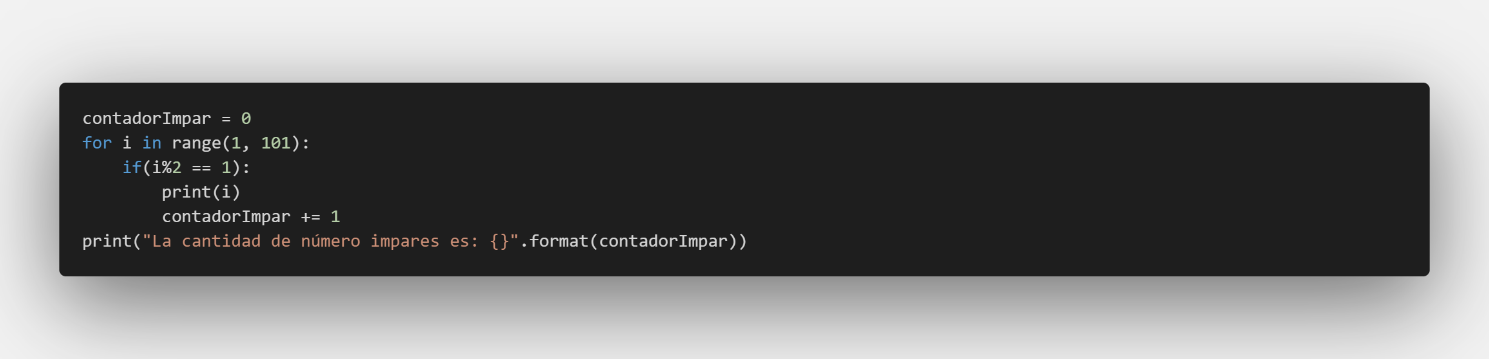 contadorImpar = 0
for i in range(1, 101):
    if(i%2 == 1):
        print(i)
        contadorImpar += 1
print("La cantidad de número impares es: {}".format(contadorImpar))